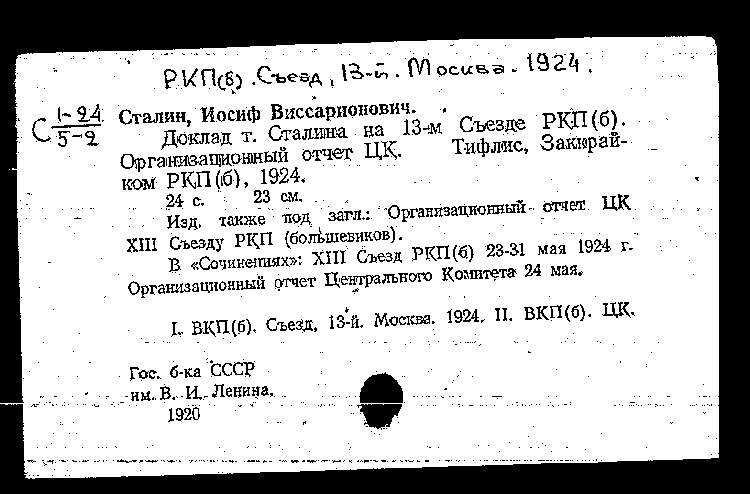 РКП(б). Съезд, 13-й. Москва. 1924.
С 1-24
5-2
Сталин, Иосиф Виссарионович.
Доклад т. Сталина на 13-м Съезде РКП(б).
Организационный отчет ЦК. Тифлис, Заккрай-
ком РКП(б), 1924.
24 с. 23 см.
Изд. также под загл.: Организационный отчет ЦК
XIII Съезду РКП (большевиков).
В «Сочинениях»: XIII Съезд РКП(б) 23-31 мая 1924 г.
Организационный отчет Центрального Комитета 24 мая.
I. ВКП(б). Съезд, 13-й. Москва. 1924. II. ВКП(б). ЦК.
Гос. б-ка СССР
им. В. И. Ленина.
1920